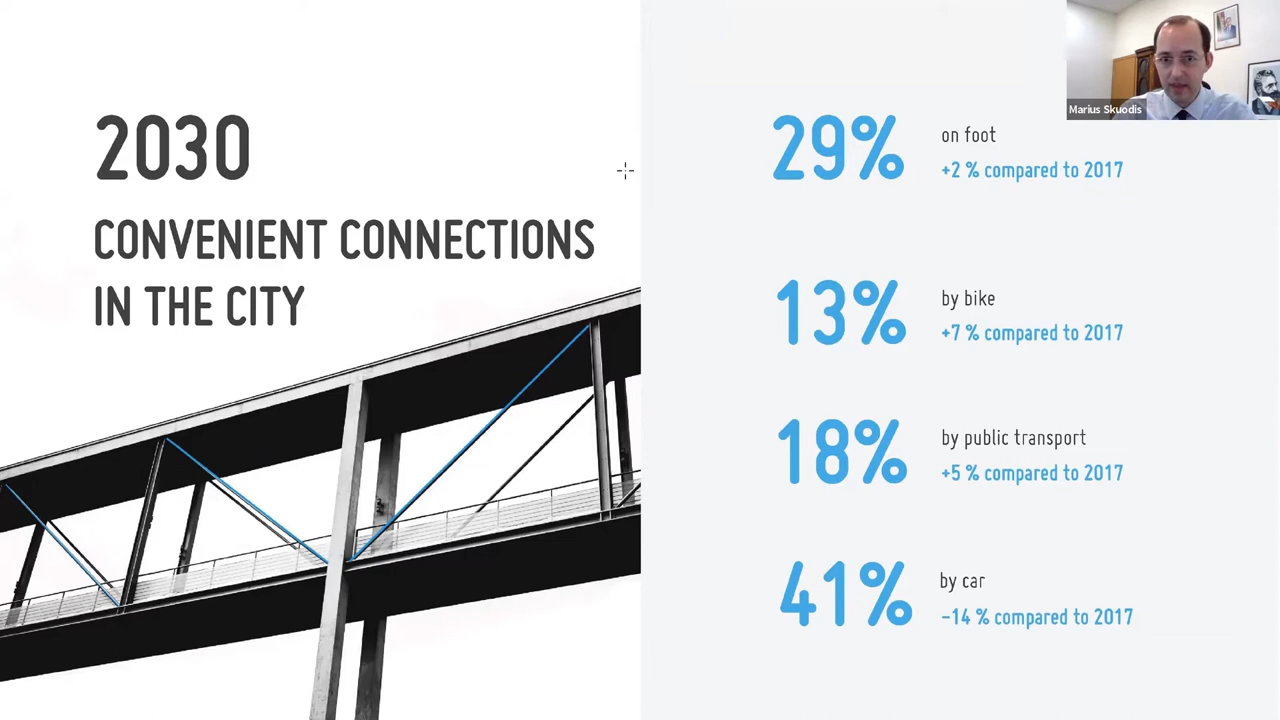 2030
CONVENIENT CONNECTIONS
IN THE CITY
29%
on foot
+2 % compared to 2017
13%
by bike
+7 % compared to 2017
18%
by public transport
+5 % compared to 2017
41%
by car
-14 % compared to 2017
Marius Skuodis